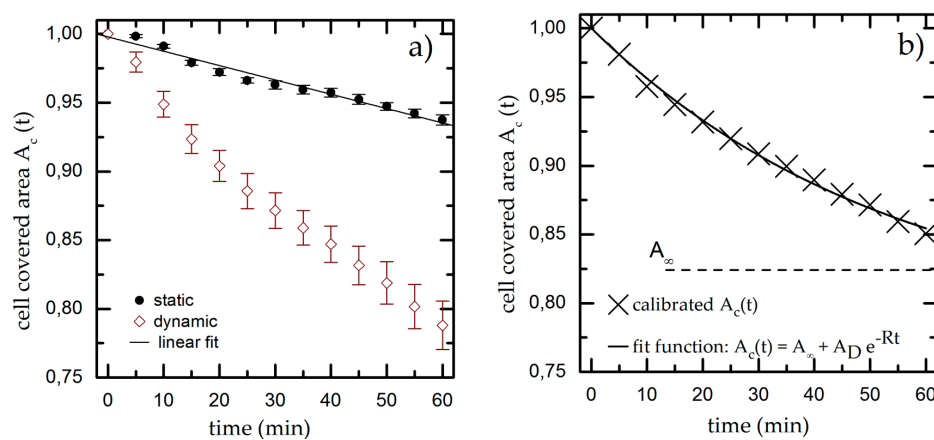 a)
cell covered area A_c (t)
1,00
0,95
0,90
0,85
0,80
0,75
static
dynamic
linear fit
0 10 20 30 40 50 60
time (min)
b)
cell covered area A_c (t)
1,00
0,95
0,90
0,85
0,80
0,75
A_∞
calibrated A_c(t)
fit function: A_c(t) = A_∞ + A_D e^-Rt
0 10 20 30 40 50 60
time (min)